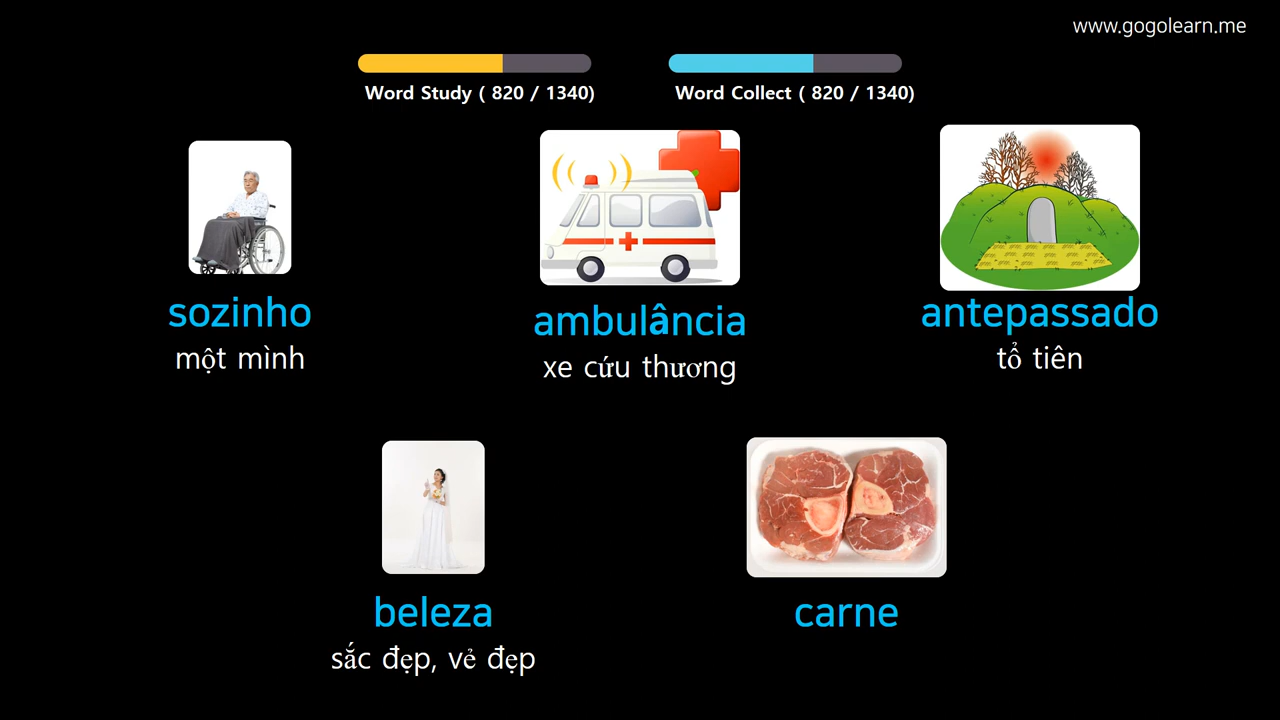 www.gogolearn.me
Word Study ( 820 / 1340)
Word Collect ( 820 / 1340)
sozinho
một mình
ambulância
xe cứu thương
antepassado
tổ tiên
beleza
sắc đẹp, vẻ đẹp
carne